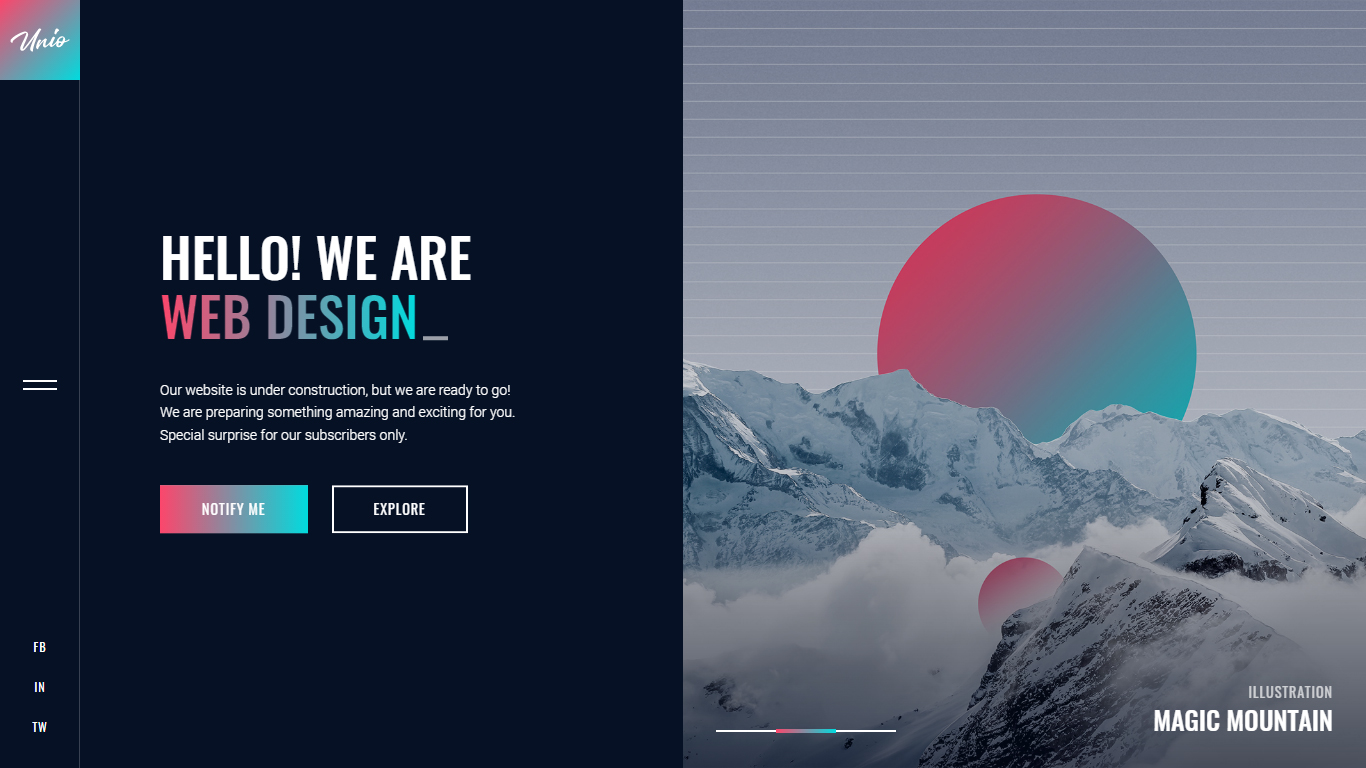 Unio
HELLO! WE ARE
WEB DESIGN_
Our website is under construction, but we are ready to go!
We are preparing something amazing and exciting for you.
Special surprise for our subscribers only.
NOTIFY ME
EXPLORE
FB
IN
TW
ILLUSTRATION
MAGIC MOUNTAIN